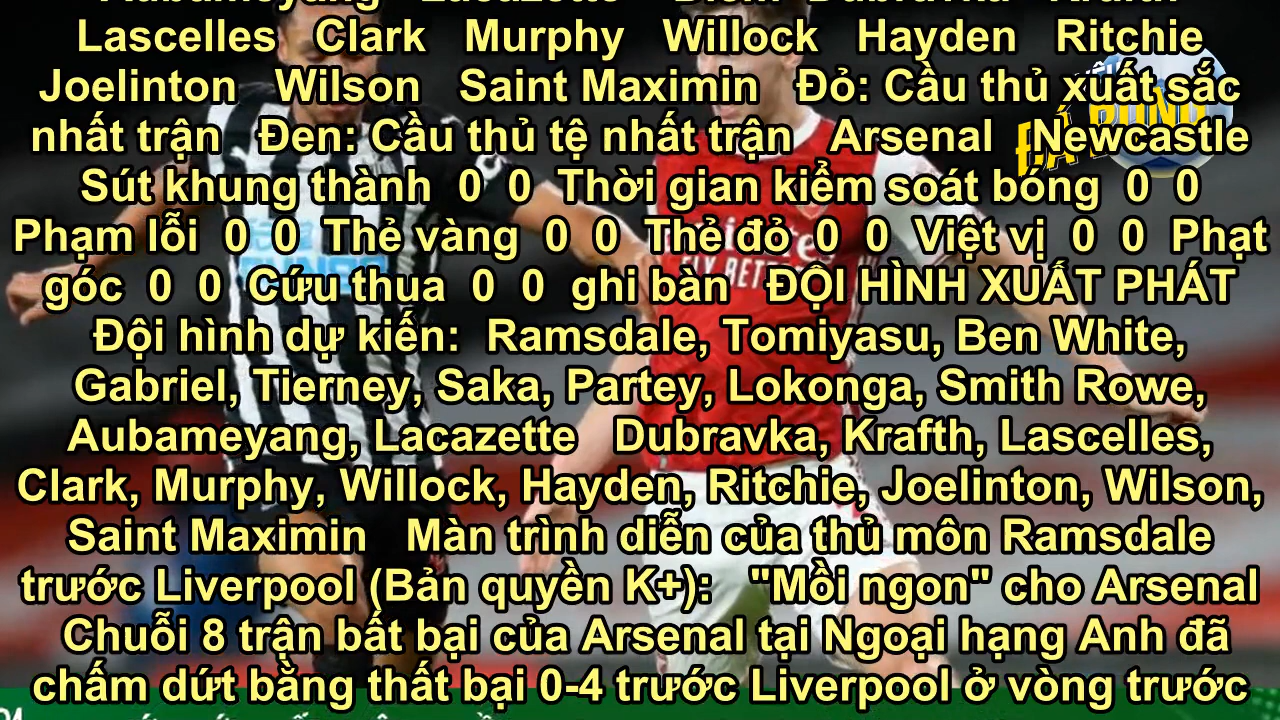 Aubameyang Lacazette Điểm Dubravka Krafth
Lascelles Clark Murphy Willock Hayden Ritchie
Joelinton Wilson Saint Maximin Đỏ: Cầu thủ xuất sắc
nhất trận Đen: Cầu thủ tệ nhất trận Arsenal Newcastle
Sút khung thành 0 0 Thời gian kiểm soát bóng 0 0
Phạm lỗi 0 0 Thẻ vàng 0 0 Thẻ đỏ 0 0 Việt vị 0 0 Phạt
góc 0 0 Cứu thua 0 0 ghi bàn ĐỘI HÌNH XUẤT PHÁT
Đội hình dự kiến: Ramsdale, Tomiyasu, Ben White,
Gabriel, Tierney, Saka, Partey, Lokonga, Smith Rowe,
Aubameyang, Lacazette Dubravka, Krafth, Lascelles,
Clark, Murphy, Willock, Hayden, Ritchie, Joelinton, Wilson,
Saint Maximin Màn trình diễn của thủ môn Ramsdale
trước Liverpool (Bản quyền K+): "Mồi ngon" cho Arsenal
Chuỗi 8 trận bất bại của Arsenal tại Ngoại hạng Anh đã
chấm dứt bằng thất bại 0-4 trước Liverpool ở vòng trước